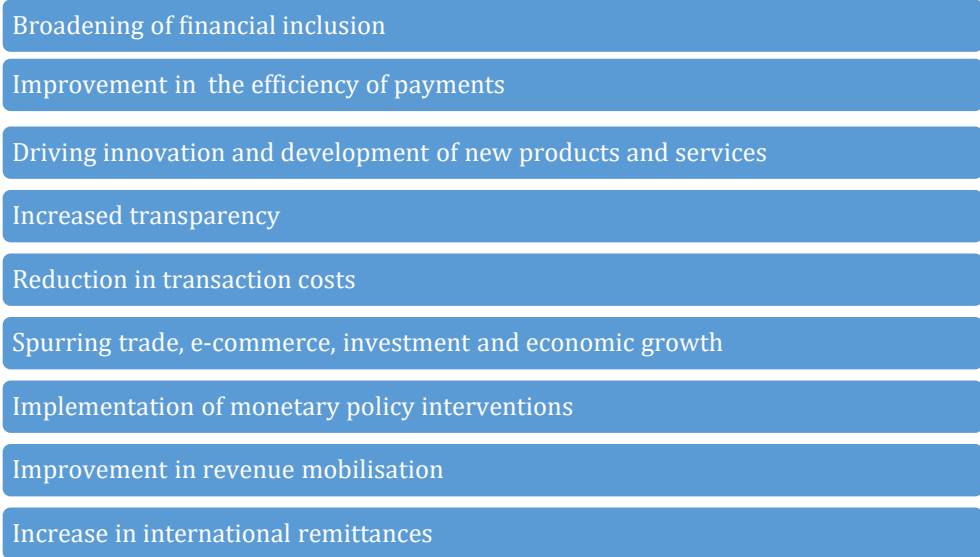 Broadening of financial inclusion
Improvement in  the efficiency of payments
Driving innovation and development of new products and services
Increased transparency
Reduction in transaction costs
Spurring trade, e-commerce, investment and economic growth
Implementation of monetary policy interventions
Improvement in revenue mobilisation
Increase in international remittances